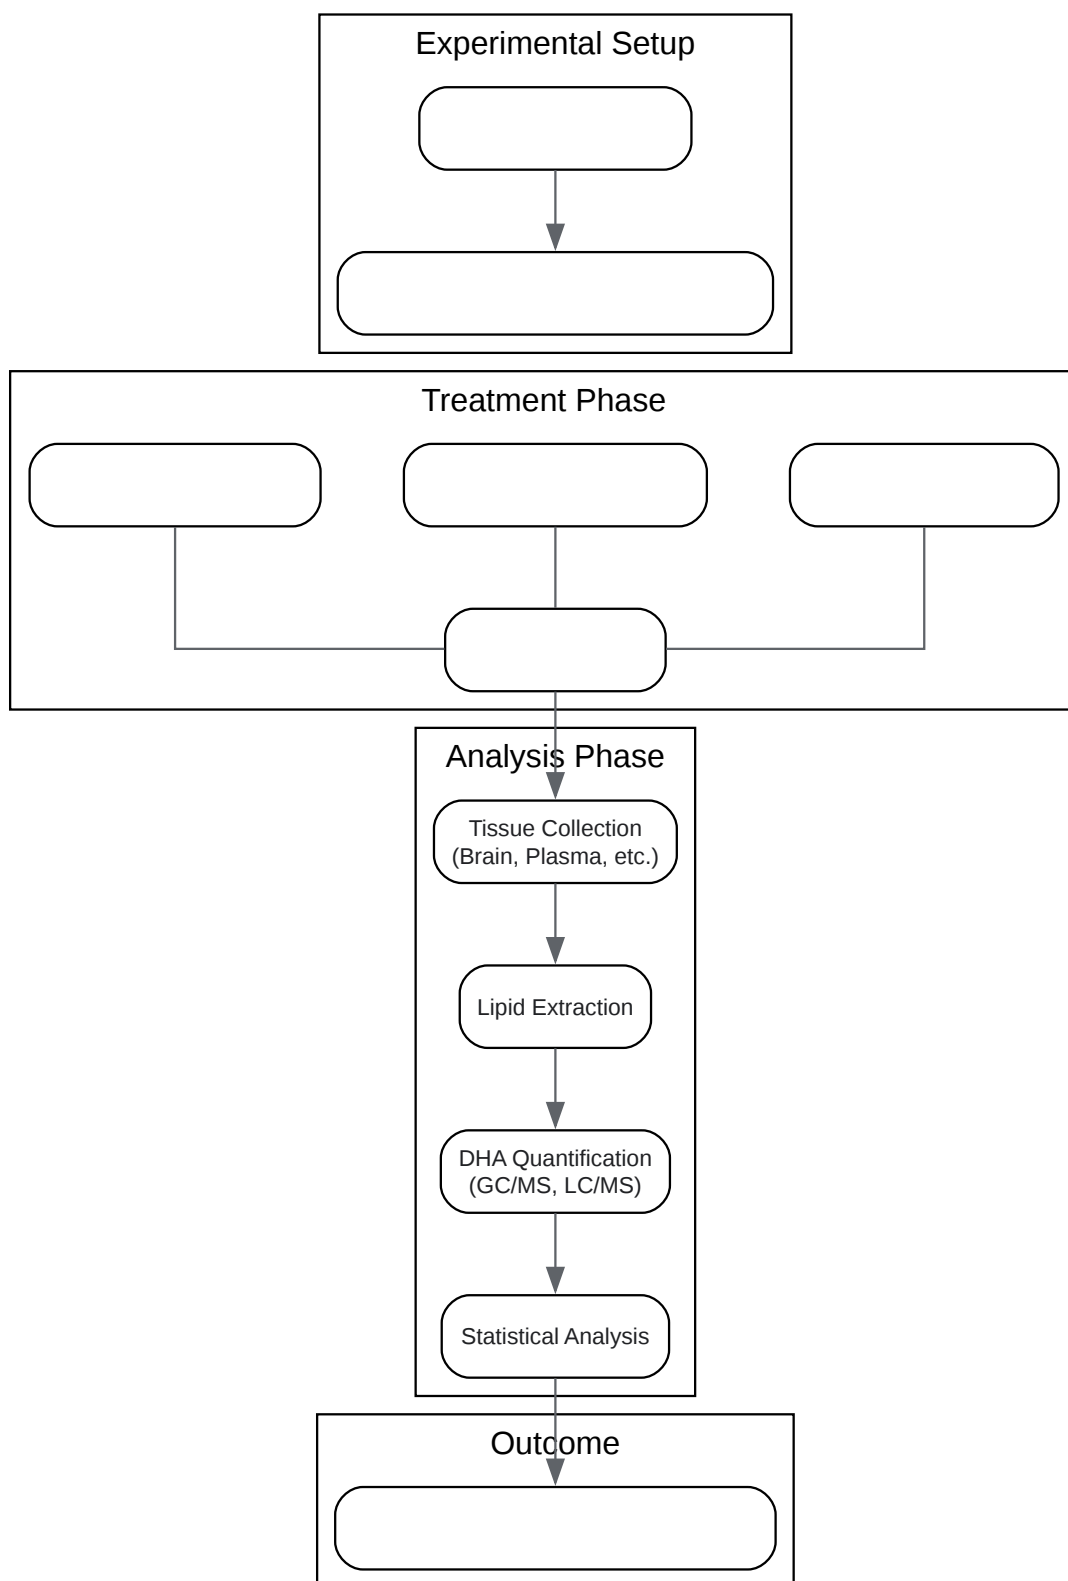 Experimental Setup
Treatment Phase
Analysis Phase
Tissue Collection
(Brain, Plasma, etc.)
Lipid Extraction
DHA Quantification
(GC/MS, LC/MS)
Statistical Analysis
Outcome